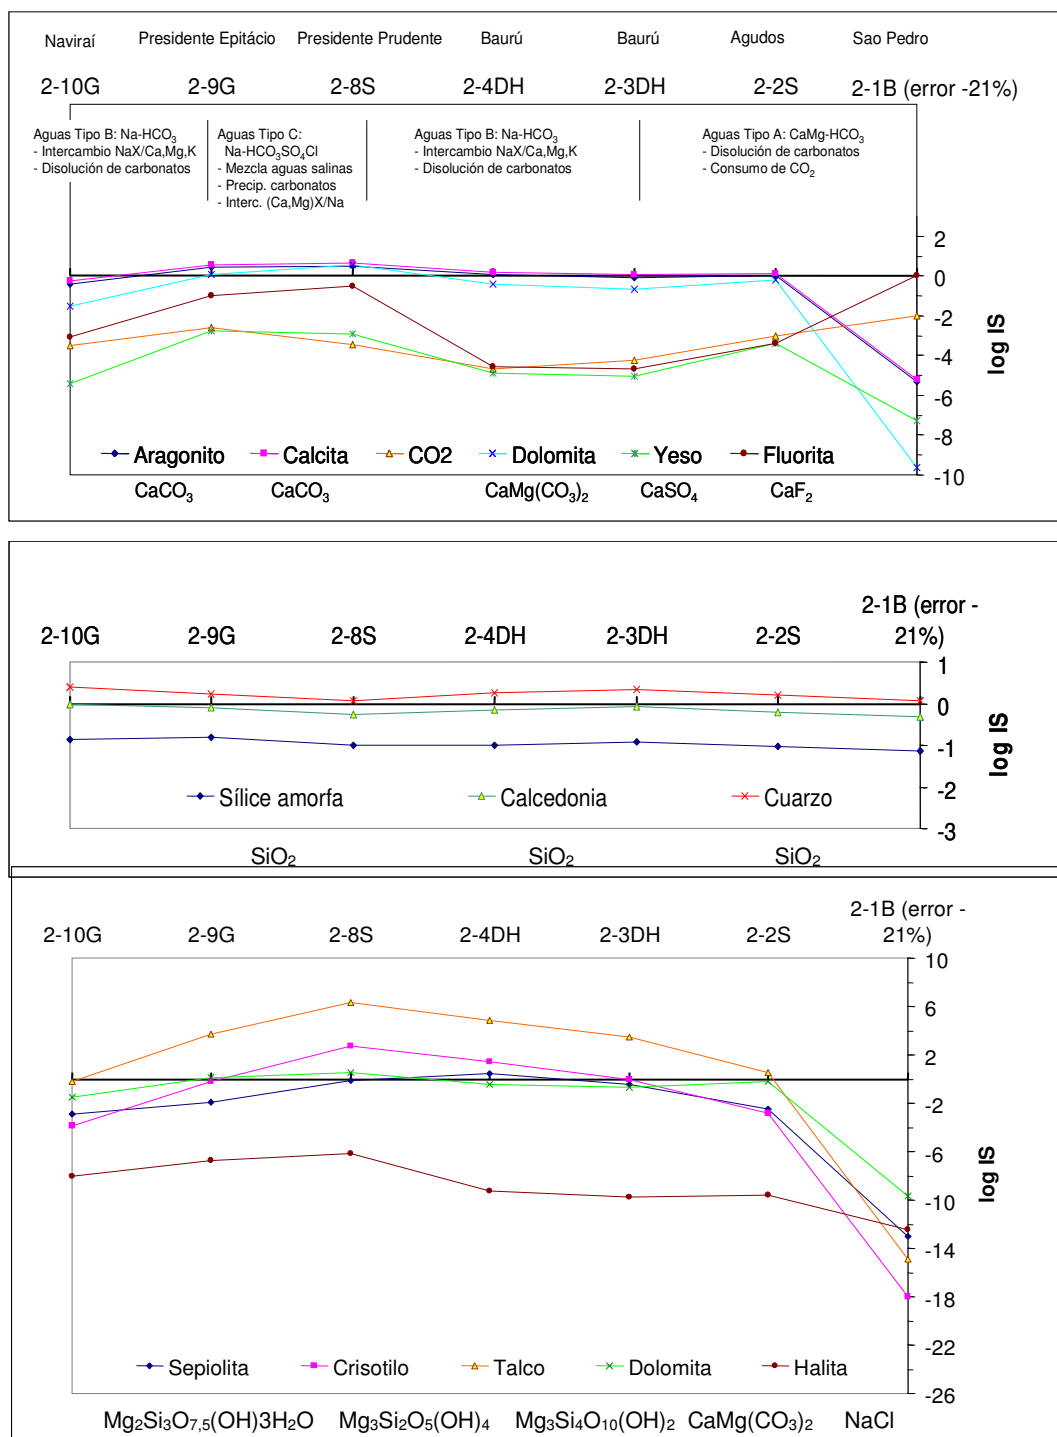 Naviraí Presidente Epitácio Presidente Prudente Baurú Baurú Agudos Sao Pedro
2-10G 2-9G 2-8S 2-4DH 2-3DH 2-2S 2-1B (error -21%)
Aguas Tipo B: Na-HCO3
- Intercambio NaX/Ca,Mg,K
- Disolución de carbonatos
Aguas Tipo C:
Na-HCO3SO4Cl
- Mezcla aguas salinas
- Precip. carbonatos
- Interc. (Ca,Mg)X/Na
Aguas Tipo B: Na-HCO3
- Intercambio NaX/Ca,Mg,K
- Disolución de carbonatos
Aguas Tipo A: CaMg-HCO3
- Disolución de carbonatos
- Consumo de CO2
2
0
-2
-4
-6
-8
-10
log IS
Aragonito Calcita CO2 Dolomita Yeso Fluorita
CaCO3 CaCO3 CaMg(CO3)2 CaSO4 CaF2
2-10G 2-9G 2-8S 2-4DH 2-3DH 2-2S 2-1B (error -
21%)
1
0
-1
-2
-3
log IS
Sílice amorfa Calcedonia Cuarzo
SiO2 SiO2 SiO2
2-10G 2-9G 2-8S 2-4DH 2-3DH 2-2S 2-1B (error -
21%)
10
6
2
-2
-6
-10
-14
-18
-22
-26
log IS
Sepiolita Crisotilo Talco Dolomita Halita
Mg2Si3O7,5(OH)3H2O Mg3Si2O5(OH)4 Mg3Si4O10(OH)2 CaMg(CO3)2 NaCl